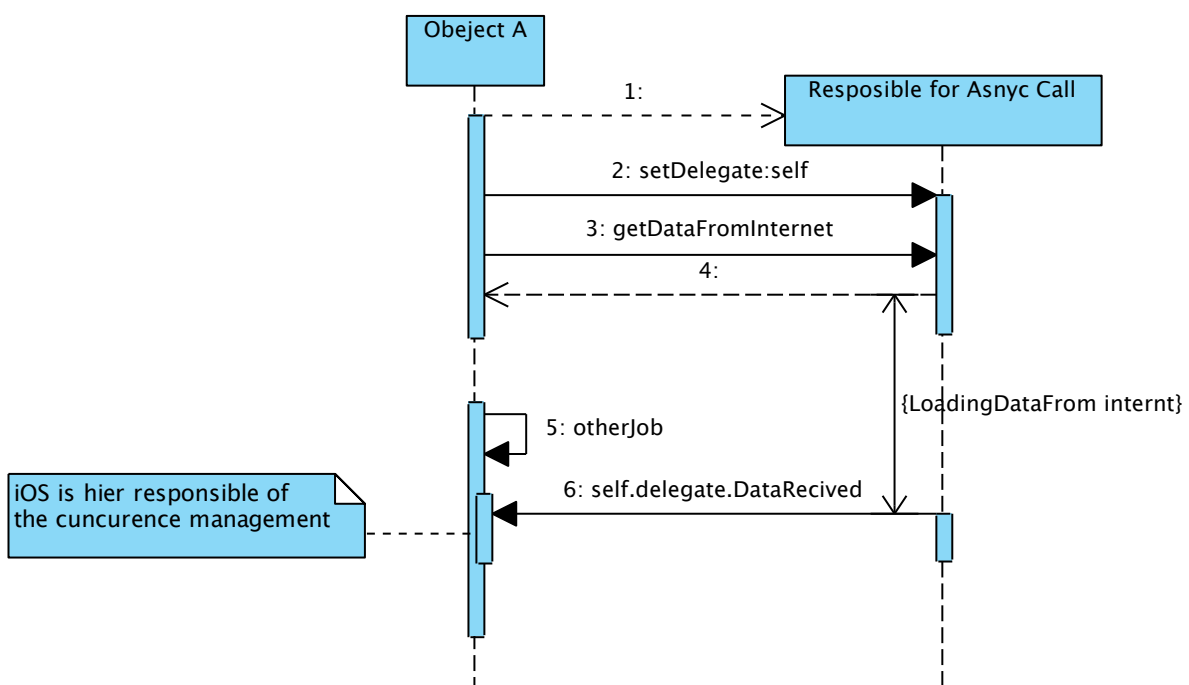 Obeject A
1:
Resposible for Asnyc Call
2: setDelegate:self
3: getDataFromInternet
4:
{LoadingDataFrom internt}
5: otherJob
6: self.delegate.DataRecived
iOS is hier responsible of
the cuncurence management